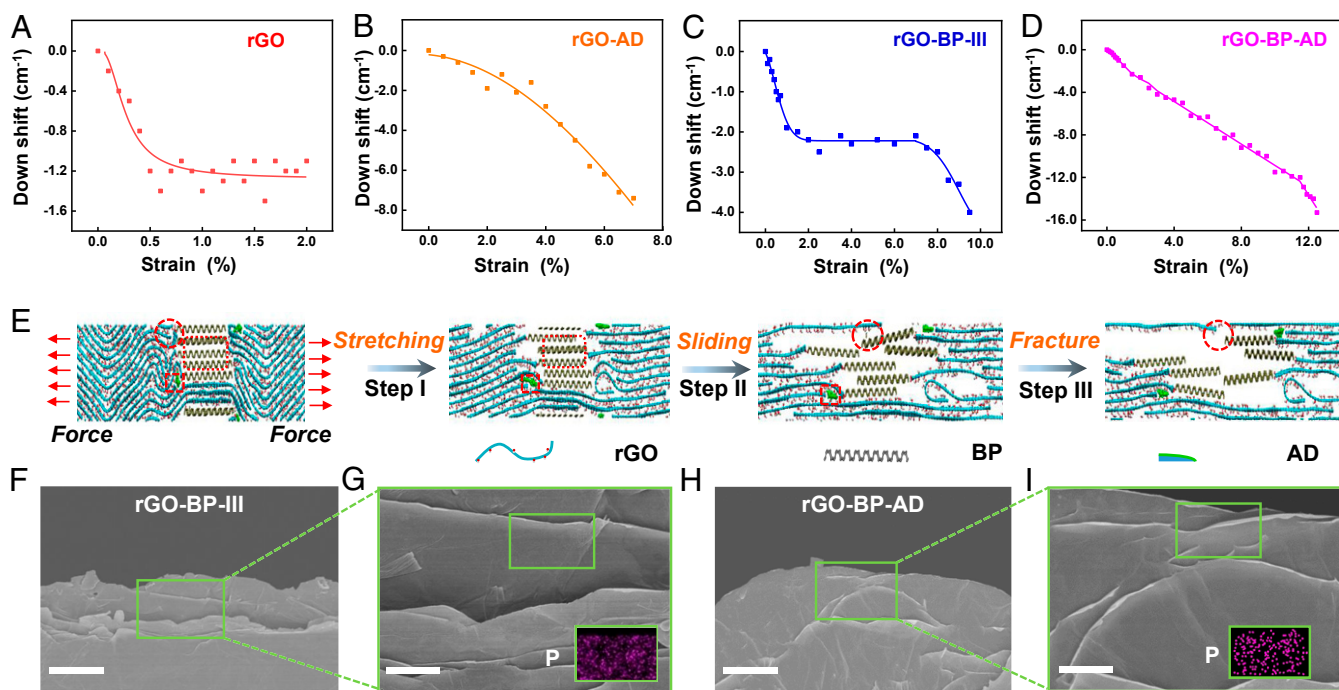 A
rGO
0.0
-0.4
-0.8
-1.2
-1.6
Down shift (cm⁻¹)
0.0 0.5 1.0 1.5 2.0
Strain (%)
B
rGO-AD
0.0
-2.0
-4.0
-6.0
-8.0
Down shift (cm⁻¹)
0.0 2.0 4.0 6.0 8.0
Strain (%)
C
rGO-BP-III
0.0
-1.0
-2.0
-3.0
-4.0
Down shift (cm⁻¹)
0.0 2.0 4.0 6.0 8.0 10.0
Strain (%)
D
rGO-BP-AD
0.0
-4.0
-8.0
-12.0
-16.0
Down shift (cm⁻¹)
0.0 4.0 8.0 12.0
Strain (%)
E
Force
Force
Stretching
Step I
Sliding
Step II
Fracture
Step III
rGO
BP
AD
F
rGO-BP-III
G
P
H
rGO-BP-AD
I
P